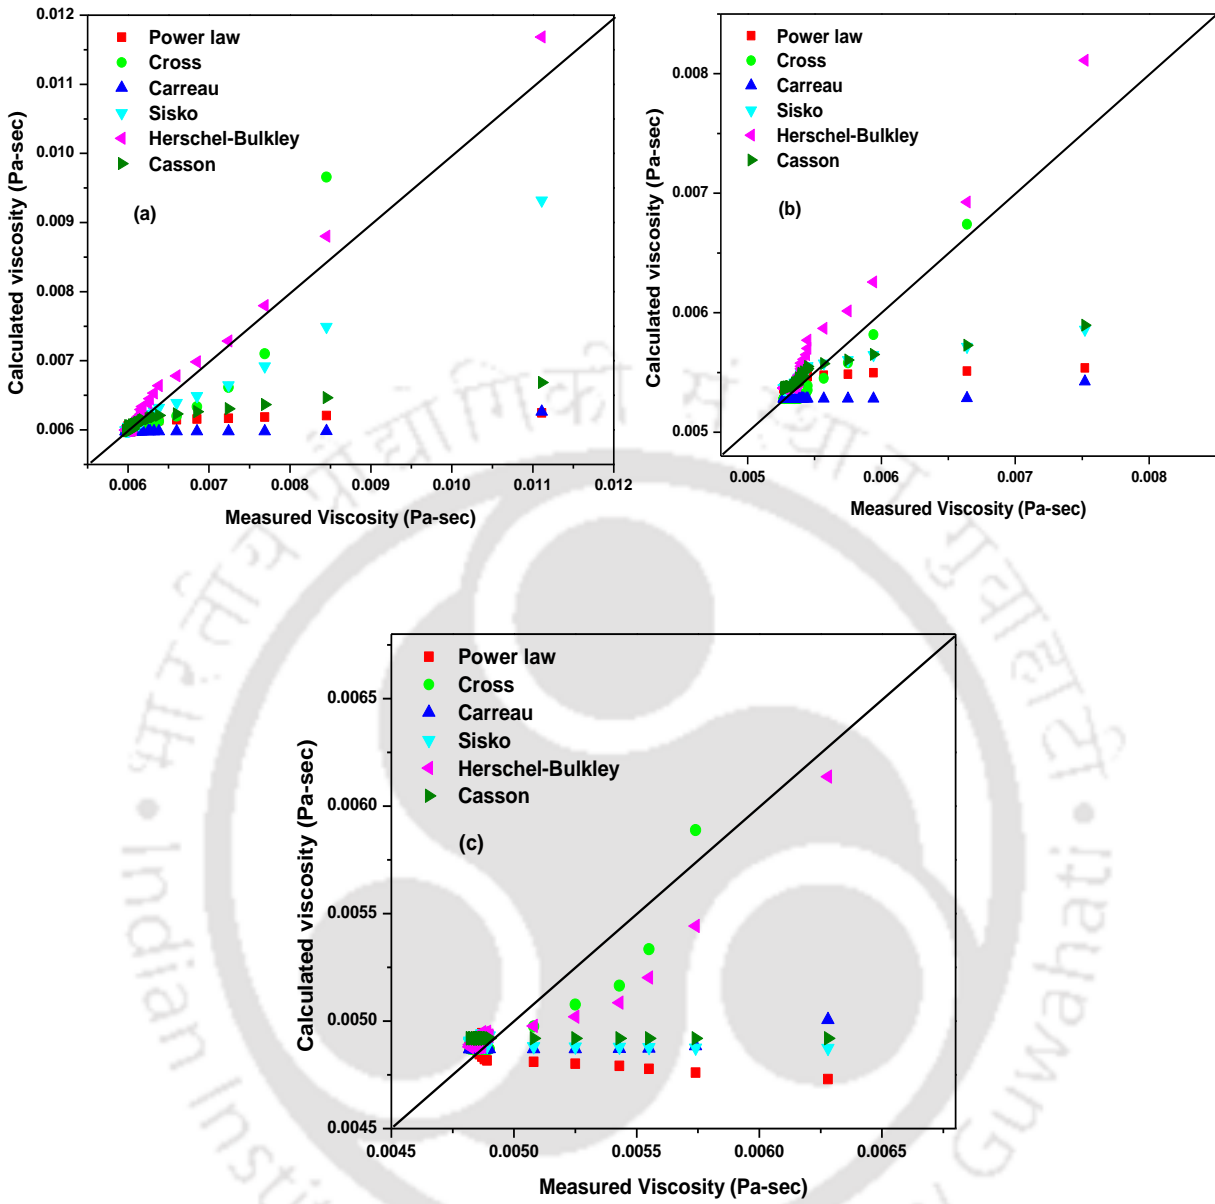 0.012
0.011
0.010
0.009
0.008
0.007
0.006
Calculated viscosity (Pa-sec)
Power law
Cross
Carreau
Sisko
Herschel-Bulkley
Casson
(a)
0.006 0.007 0.008 0.009 0.010 0.011 0.012
Measured Viscosity (Pa-sec)
0.008
0.007
0.006
0.005
Calculated viscosity (Pa-sec)
Power law
Cross
Carreau
Sisko
Herschel-Bulkley
Casson
(b)
0.005 0.006 0.007 0.008
Measured Viscosity (Pa-sec)
0.0065
0.0060
0.0055
0.0050
0.0045
Calculated viscosity (Pa-sec)
Power law
Cross
Carreau
Sisko
Herschel-Bulkley
Casson
(c)
0.0045 0.0050 0.0055 0.0060 0.0065
Measured Viscosity (Pa-sec)
Indian Instit
Guwahati